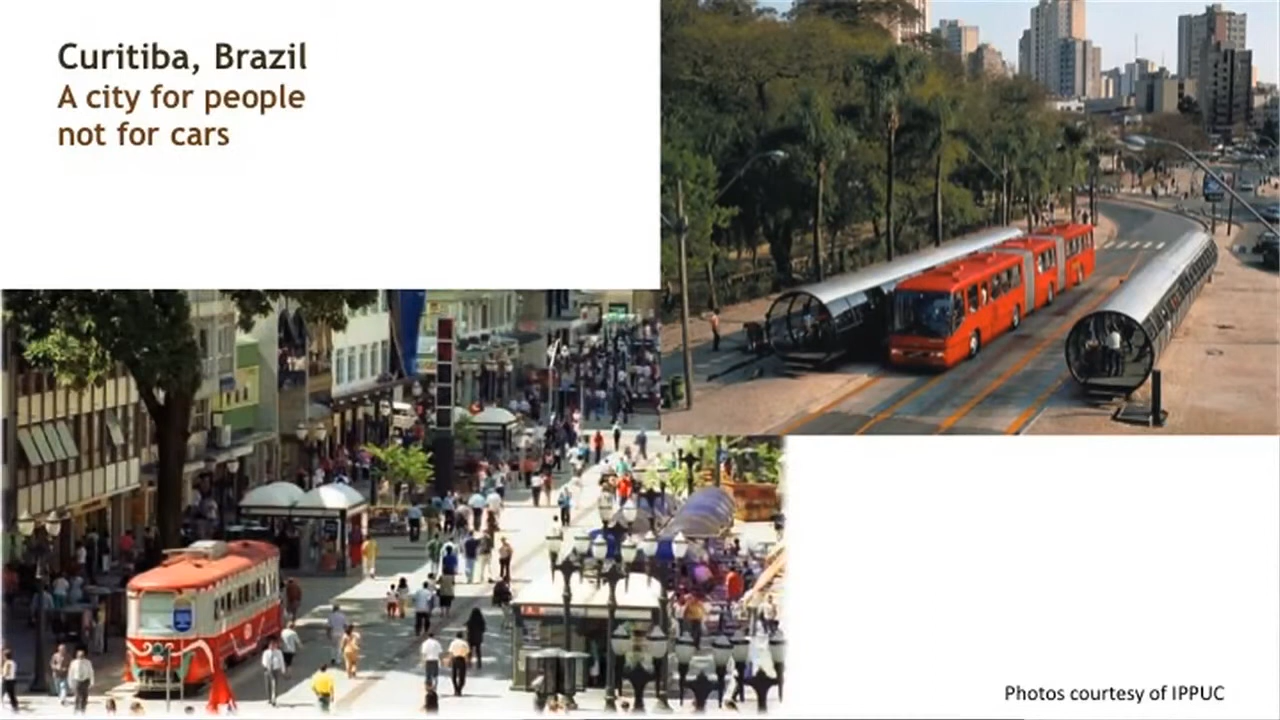 Curitiba, Brazil
A city for people
not for cars
Photos courtesy of IPPUC